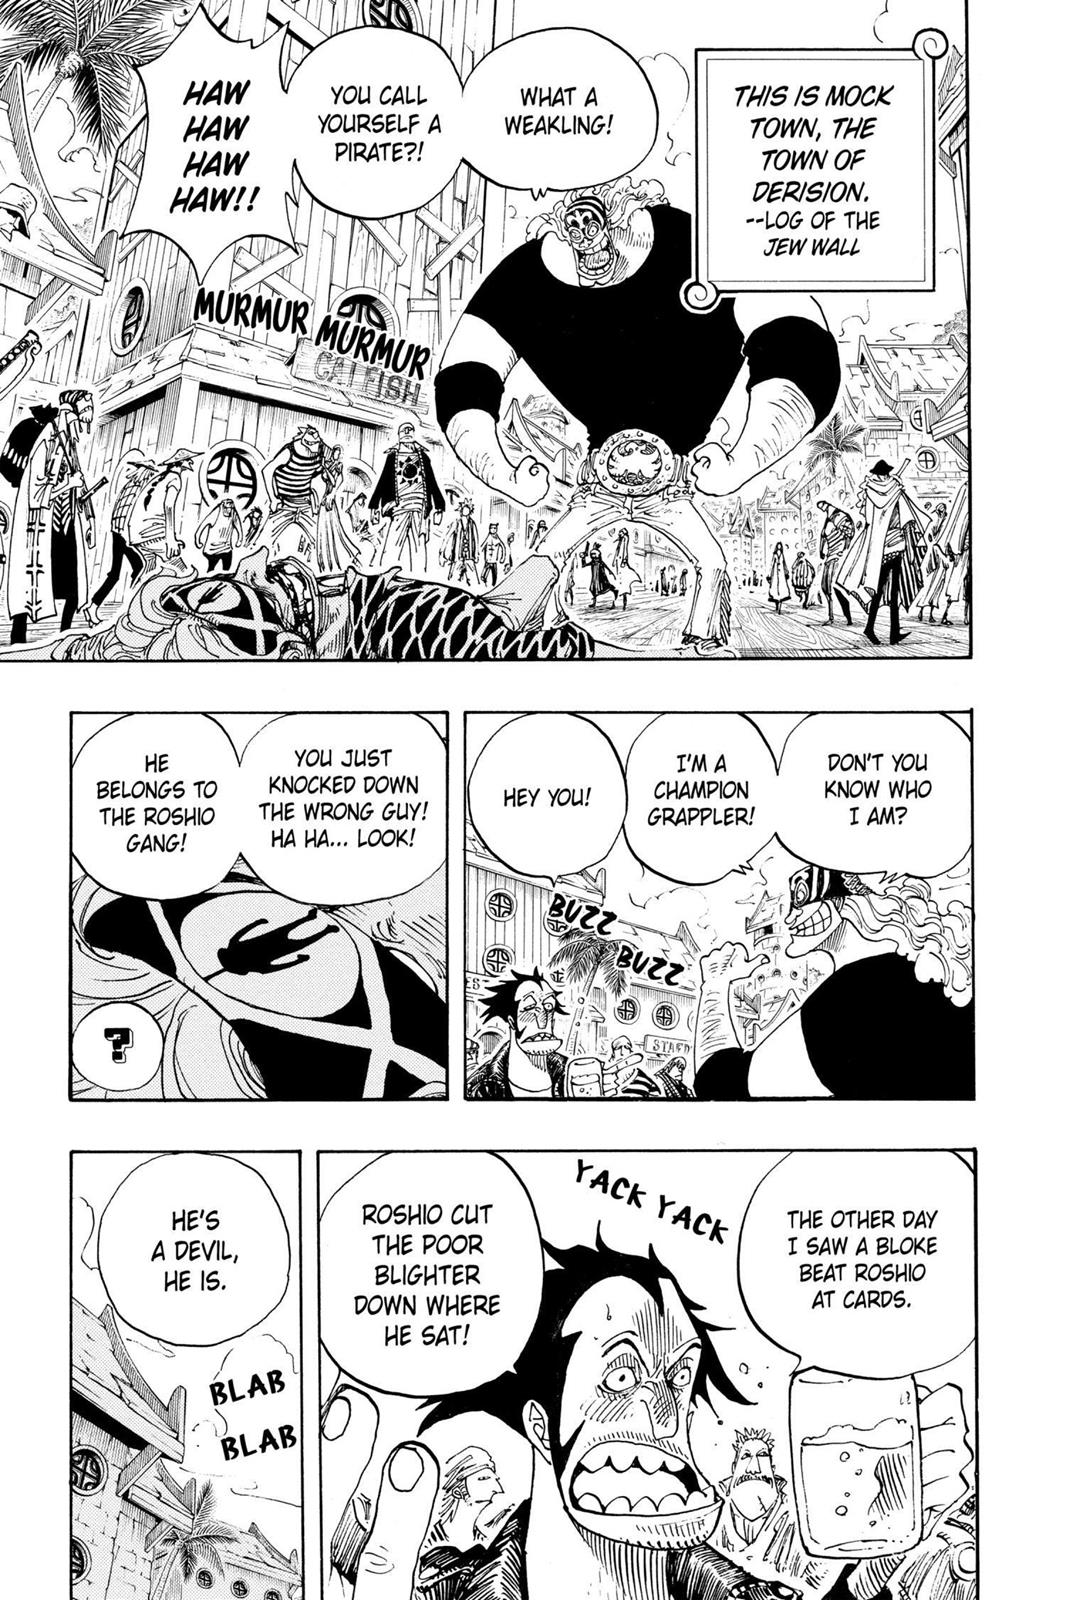 THIS IS MOCK
TOWN, THE
TOWN OF
DERISION.
--LOG OF THE
JEW WALL
WHAT A
WEAKLING!
YOU CALL
YOURSELF A
PIRATE?!
HAW
HAW
HAW
HAW!!
MURMUR
MURMUR
CATFISH
DON'T YOU
KNOW WHO
I AM?
I'M A
CHAMPION
GRAPPLER!
HEY YOU!
BUZZ
BUZZ
YOU JUST
KNOCKED DOWN
THE WRONG GUY!
HA HA... LOOK!
HE
BELONGS TO
THE ROSHIO
GANG!
?
THE OTHER DAY
I SAW A BLOKE
BEAT ROSHIO
AT CARDS.
YACK YACK
ROSHIO CUT
THE POOR
BLIGHTER
DOWN WHERE
HE SAT!
HE'S
A DEVIL,
HE IS.
BLAB
BLAB